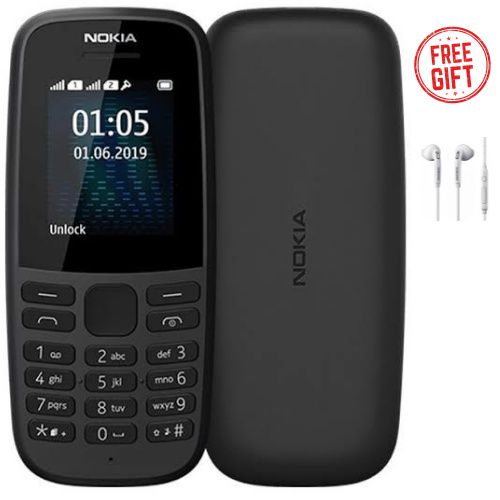 NOKIA
1 2
01:05
01.06.2019
Unlock
1
2 abc
def 3
4 ghi
5 jkl
mno 6
7 pqrs
8 tuv
wxyz 9
* +
0
#
NOKIA
FREE
GIFT